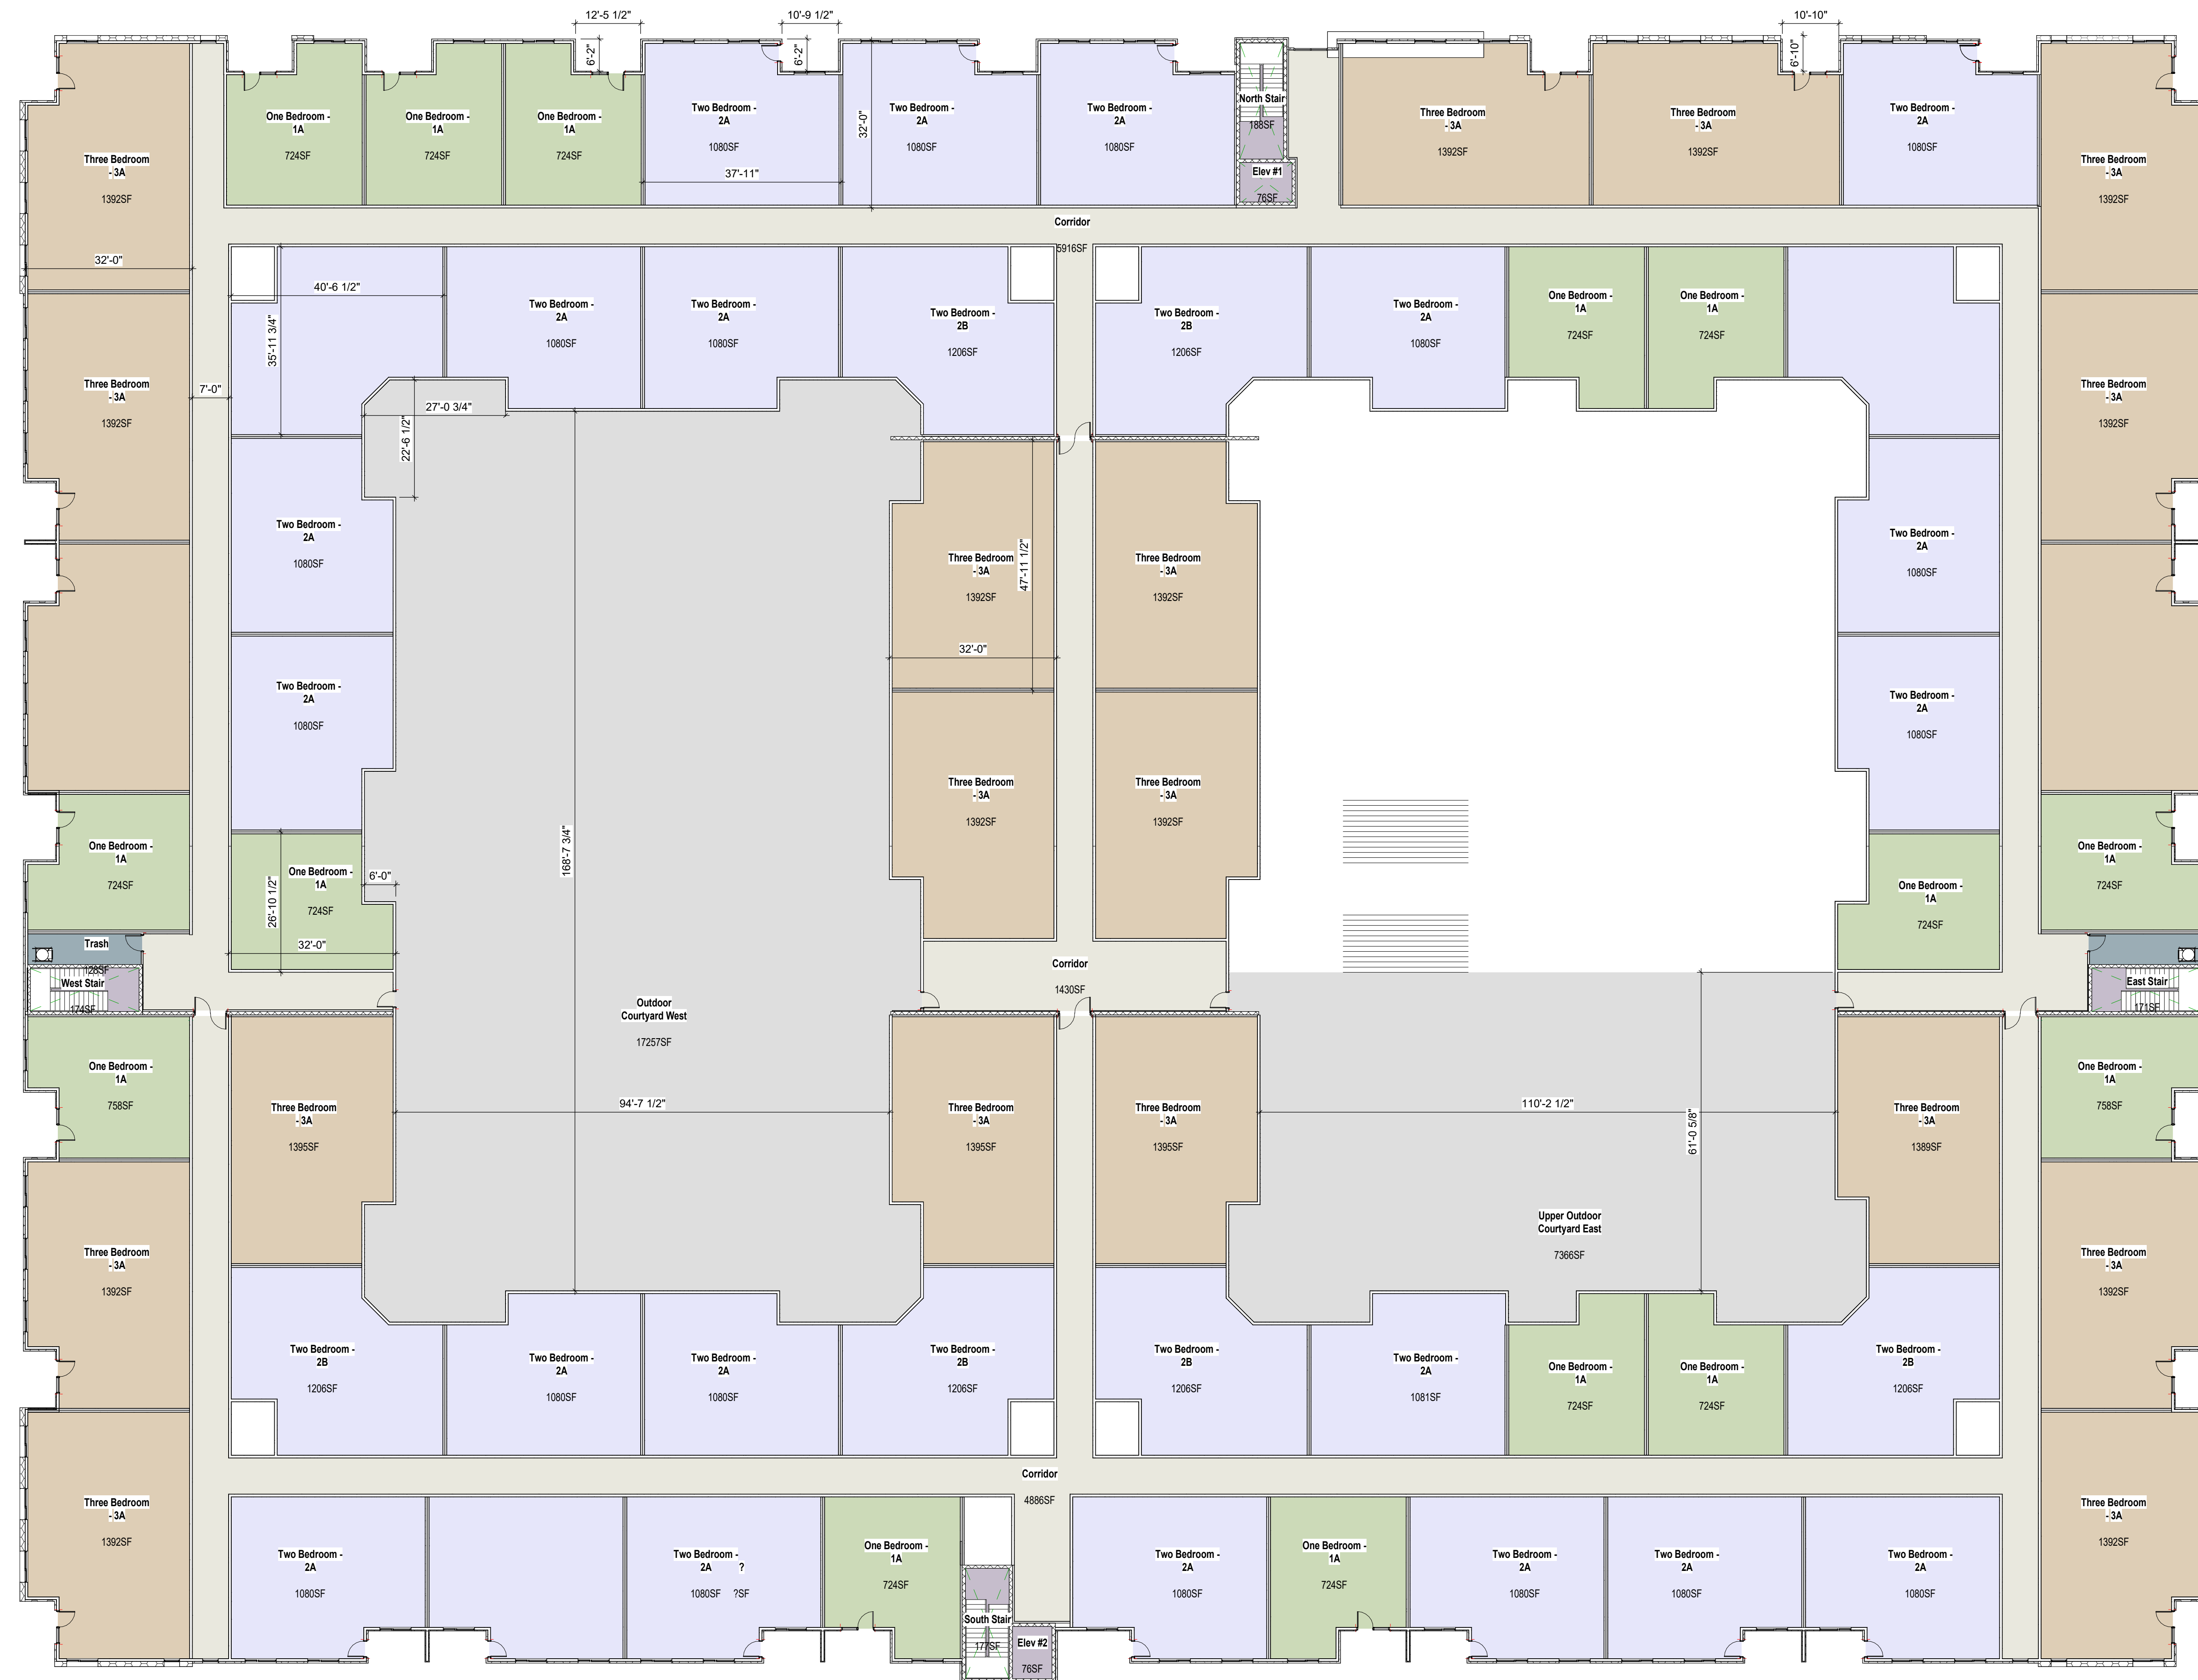 12'-5 1/2"
10'-9 1/2"
10'-10"
6'-2"
6'-2"
6'-10"
One Bedroom -
1A
724SF
One Bedroom -
1A
724SF
One Bedroom -
1A
724SF
Two Bedroom -
2A
1080SF
37'-11"
32'-0"
Two Bedroom -
2A
1080SF
Two Bedroom -
2A
1080SF
North Stair
188SF
Elev #1
76SF
Three Bedroom
- 3A
1392SF
Three Bedroom
- 3A
1392SF
Two Bedroom -
2A
1080SF
Three Bedroom
- 3A
1392SF
Three Bedroom
- 3A
1392SF
Corridor
5916SF
32'-0"
40'-6 1/2"
35'-11 3/4"
Two Bedroom -
2A
1080SF
Two Bedroom -
2A
1080SF
Two Bedroom -
2B
1206SF
Two Bedroom -
2B
1206SF
Two Bedroom -
2A
1080SF
One Bedroom -
1A
724SF
One Bedroom -
1A
724SF
Three Bedroom
- 3A
1392SF
7'-0"
27'-0 3/4"
22'-6 1/2"
Three Bedroom
- 3A
1392SF
Two Bedroom -
2A
1080SF
Three Bedroom
- 3A
1392SF
47'-11 1/2"
32'-0"
Three Bedroom
- 3A
1392SF
Two Bedroom -
2A
1080SF
Two Bedroom -
2A
1080SF
Two Bedroom -
2A
1080SF
Three Bedroom
- 3A
1392SF
Three Bedroom
- 3A
1392SF
168'-7 3/4"
One Bedroom -
1A
724SF
One Bedroom -
1A
724SF
26'-10 1/2"
6'-0"
32'-0"
One Bedroom -
1A
724SF
One Bedroom -
1A
724SF
Trash
128SF
West Stair
174SF
Corridor
1430SF
East Stair
171SF
Outdoor
Courtyard West
17257SF
One Bedroom -
1A
758SF
Three Bedroom
- 3A
1395SF
94'-7 1/2"
Three Bedroom
- 3A
1395SF
Three Bedroom
- 3A
1395SF
110'-2 1/2"
61'-0 5/8"
Three Bedroom
- 3A
1389SF
One Bedroom -
1A
758SF
Upper Outdoor
Courtyard East
7366SF
Three Bedroom
- 3A
1392SF
Three Bedroom
- 3A
1392SF
Two Bedroom -
2B
1206SF
Two Bedroom -
2A
1080SF
Two Bedroom -
2A
1080SF
Two Bedroom -
2B
1206SF
Two Bedroom -
2B
1206SF
Two Bedroom -
2A
1081SF
One Bedroom -
1A
724SF
One Bedroom -
1A
724SF
Two Bedroom -
2B
1206SF
Corridor
4886SF
Three Bedroom
- 3A
1392SF
Two Bedroom -
2A
1080SF
Two Bedroom -
2A ?
1080SF ?SF
One Bedroom -
1A
724SF
South Stair
177SF
Elev #2
76SF
Two Bedroom -
2A
1080SF
One Bedroom -
1A
724SF
Two Bedroom -
2A
1080SF
Two Bedroom -
2A
1080SF
Two Bedroom -
2A
1080SF
Three Bedroom
- 3A
1392SF